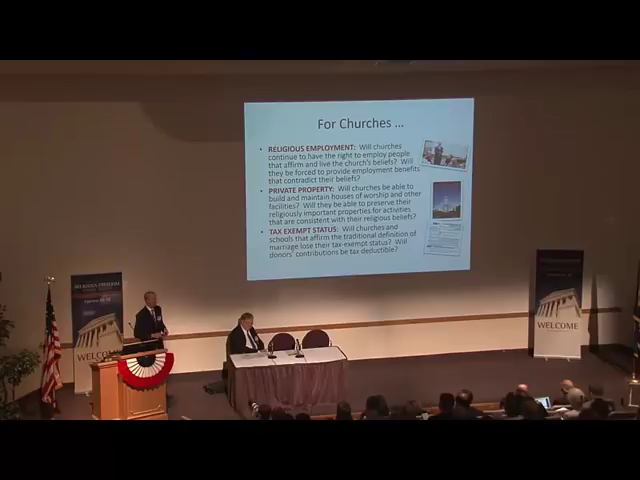 For Churches ...
• RELIGIOUS EMPLOYMENT: Will churches
continue to have the right to employ people
that affirm and live the church's beliefs? Will
they be forced to provide employment benefits
that contradict their beliefs?
• PRIVATE PROPERTY: Will churches be able to
build and maintain houses of worship and other
facilities? Will they be able to preserve their
religiously important properties for activities
that are consistent with their religious beliefs?
• TAX EXEMPT STATUS: Will churches and
schools that affirm the traditional definition of
marriage lose their tax-exempt status? Will
donors' contributions be tax deductible?
RELIGIOUS FREEDOM
WELCOME
WELCOME